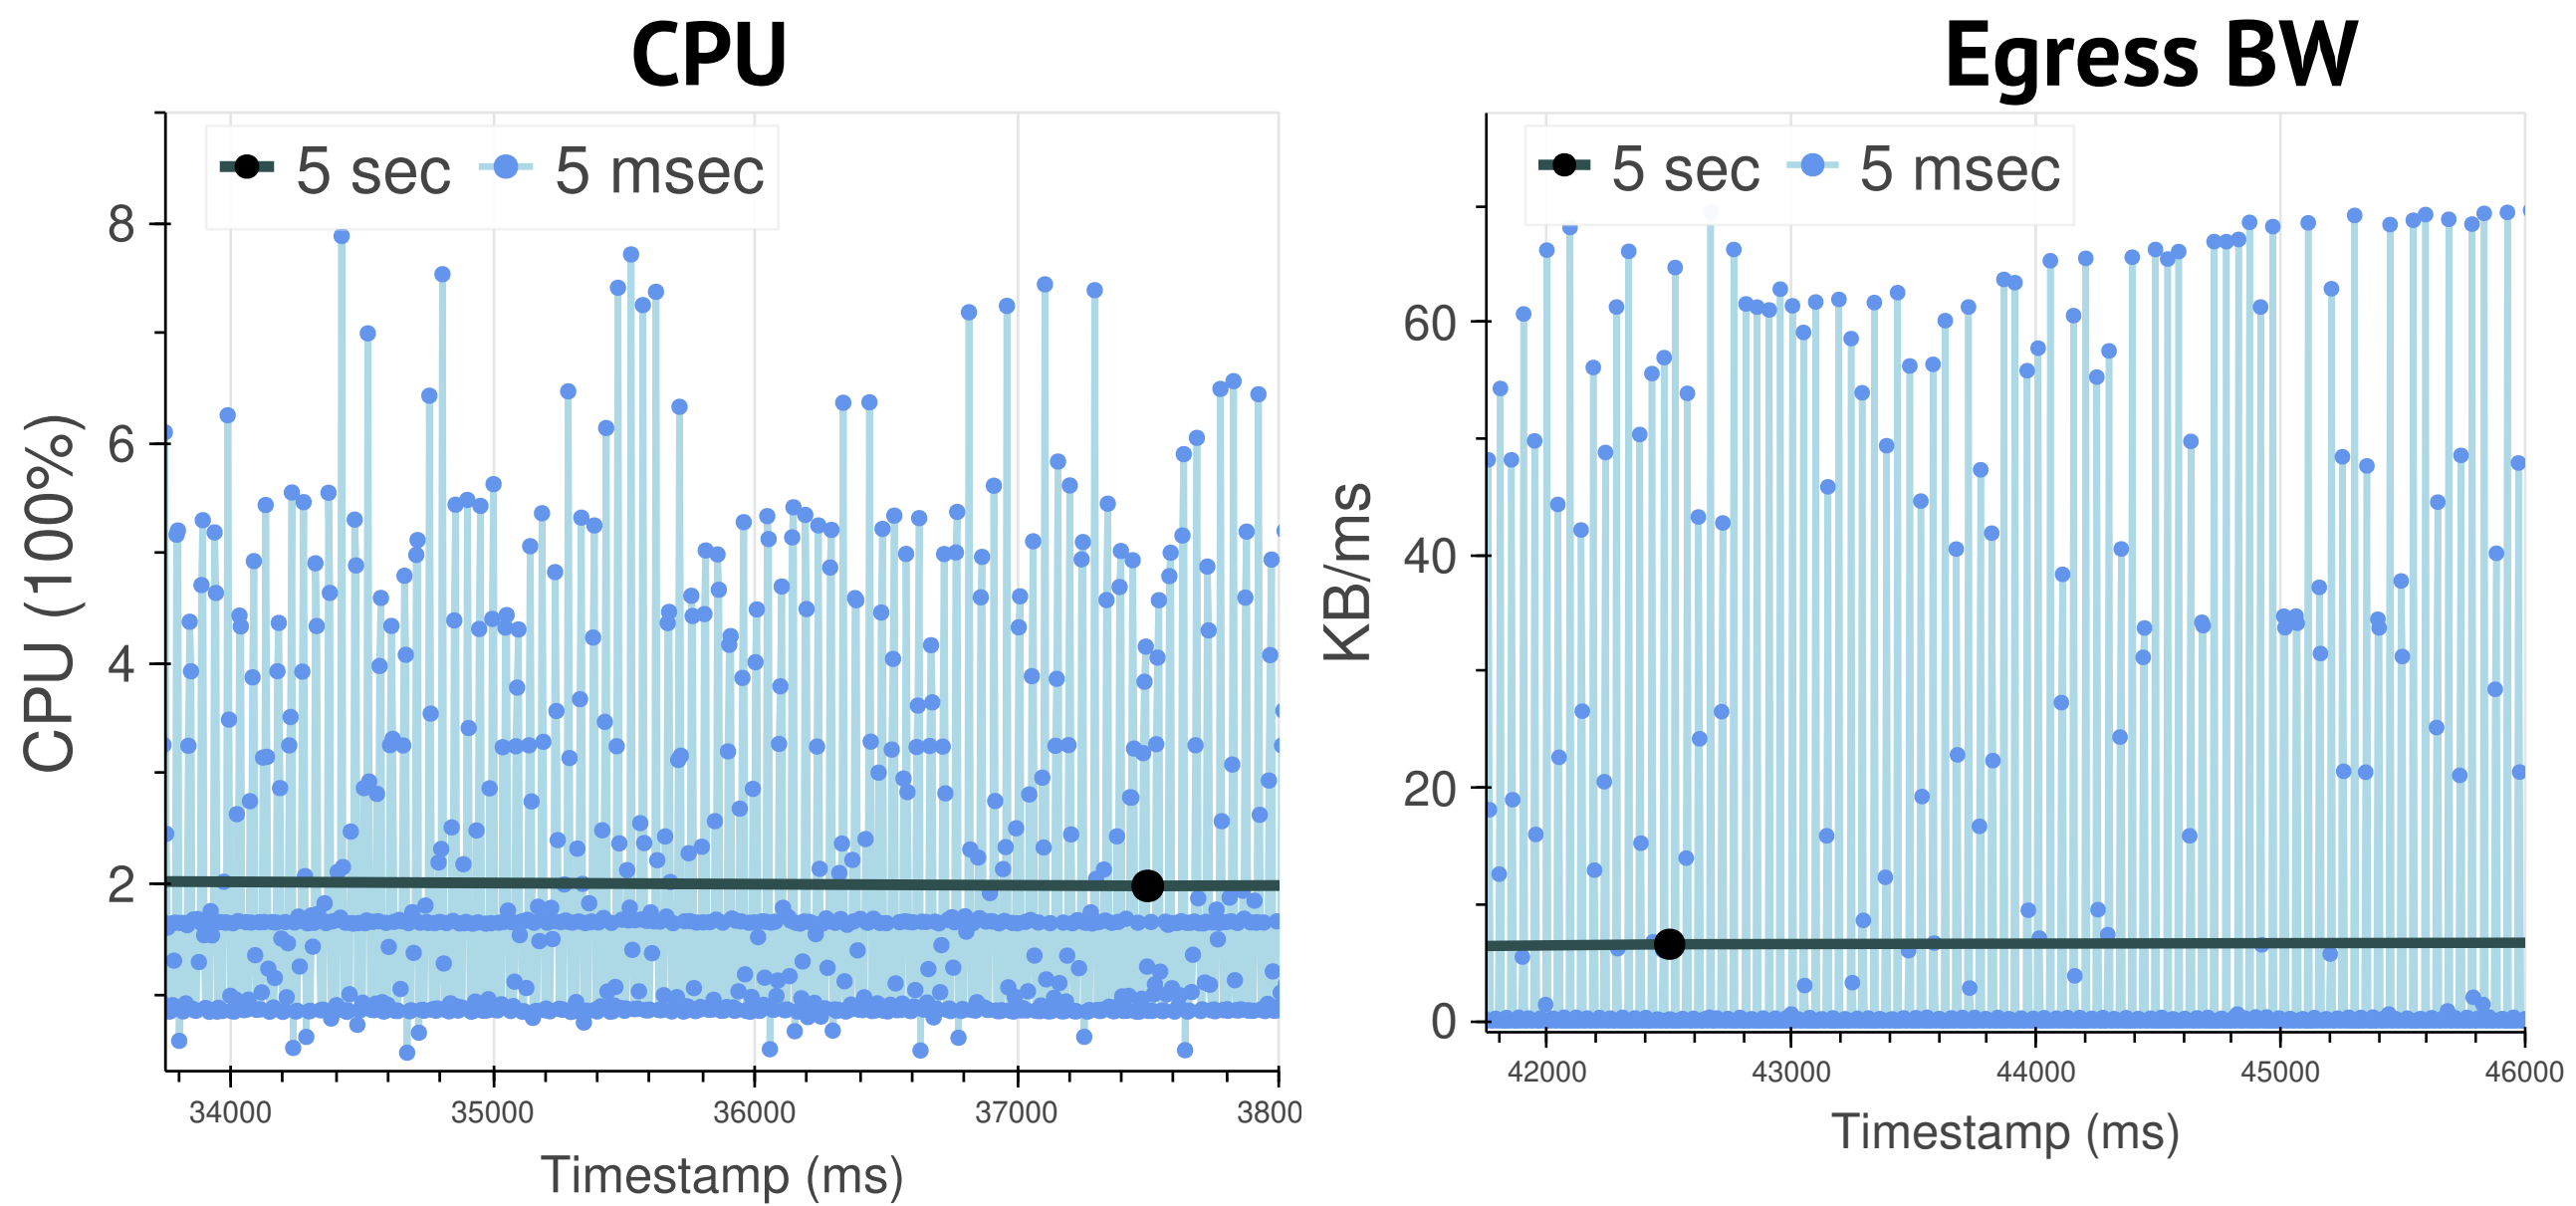 CPU
5 sec
5 msec
8
6
4
2
CPU (100%)
34000
35000
36000
37000
3800
Timestamp (ms)
Egress BW
5 sec
5 msec
60
40
20
0
KB/ms
42000
43000
44000
45000
46000
Timestamp (ms)